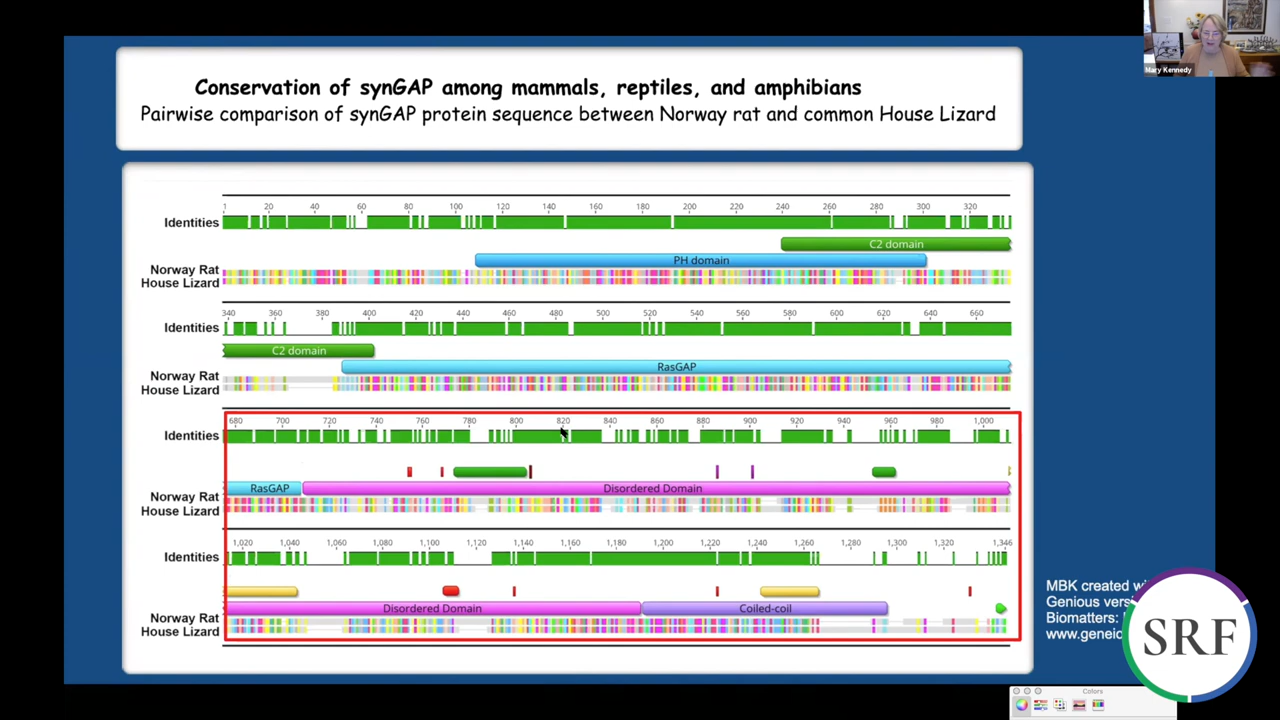 Mary Kennedy
Conservation of synGAP among mammals, reptiles, and amphibians
Pairwise comparison of synGAP protein sequence between Norway rat and common House Lizard
1 20 40 60 80 100 120 140 160 180 200 220 240 260 280 300 320
Identities
C2 domain
PH domain
Norway Rat
House Lizard
340 360 380 400 420 440 460 480 500 520 540 560 580 600 620 640 660
Identities
C2 domain
RasGAP
Norway Rat
House Lizard
680 700 720 740 760 780 800 820 840 860 880 900 920 940 960 980 1,000
Identities
RasGAP Disordered Domain
Norway Rat
House Lizard
1,020 1,040 1,060 1,080 1,100 1,120 1,140 1,160 1,180 1,200 1,220 1,240 1,260 1,280 1,300 1,320 1,346
Identities
Disordered Domain Coiled-coil
Norway Rat
House Lizard
MBK created
Genious
Biomatters:
SRF
Colors